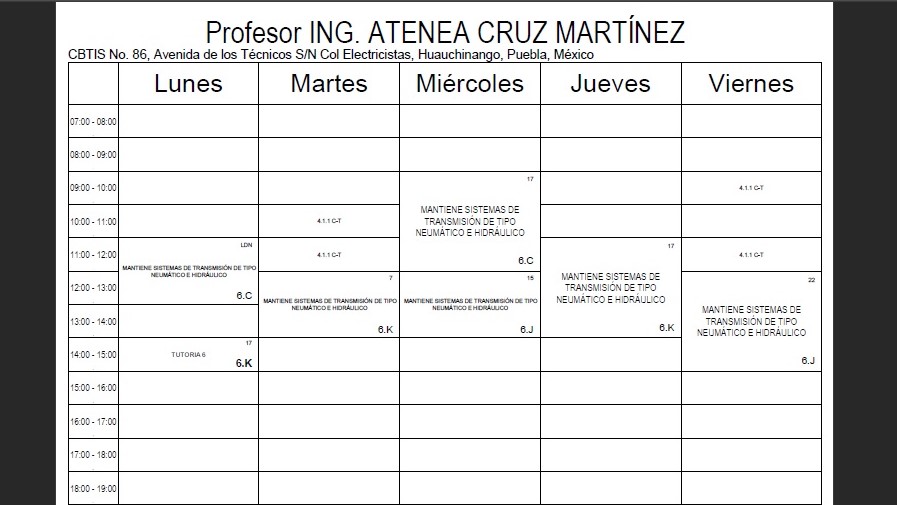 Profesor ING. ATENEA CRUZ MARTÍNEZ
CBTIS No. 86, Avenida de los Técnicos S/N Col Electricistas, Huauchinango, Puebla, México
Lunes Martes Miércoles Jueves Viernes
07:00 - 08:00
08:00 - 09:00
09:00 - 10:00
17
MANTIENE SISTEMAS DE
TRANSMISIÓN DE TIPO
NEUMÁTICO E HIDRÁULICO
6.C
4.1.1 C-T
10:00 - 11:00
4.1.1 C-T
11:00 - 12:00
LDN
MANTIENE SISTEMAS DE TRANSMISIÓN DE TIPO
NEUMÁTICO E HIDRÁULICO
6.C
4.1.1 C-T
17
MANTIENE SISTEMAS DE
TRANSMISIÓN DE TIPO
NEUMÁTICO E HIDRÁULICO
6.K
4.1.1 C-T
12:00 - 13:00
7
MANTIENE SISTEMAS DE TRANSMISIÓN DE TIPO
NEUMÁTICO E HIDRÁULICO
6.K
15
MANTIENE SISTEMAS DE TRANSMISIÓN DE TIPO
NEUMÁTICO E HIDRÁULICO
6.J
22
MANTIENE SISTEMAS DE
TRANSMISIÓN DE TIPO
NEUMÁTICO E HIDRÁULICO
6.J
13:00 - 14:00
14:00 - 15:00
17
TUTORIA 6
6.K
15:00 - 16:00
16:00 - 17:00
17:00 - 18:00
18:00 - 19:00